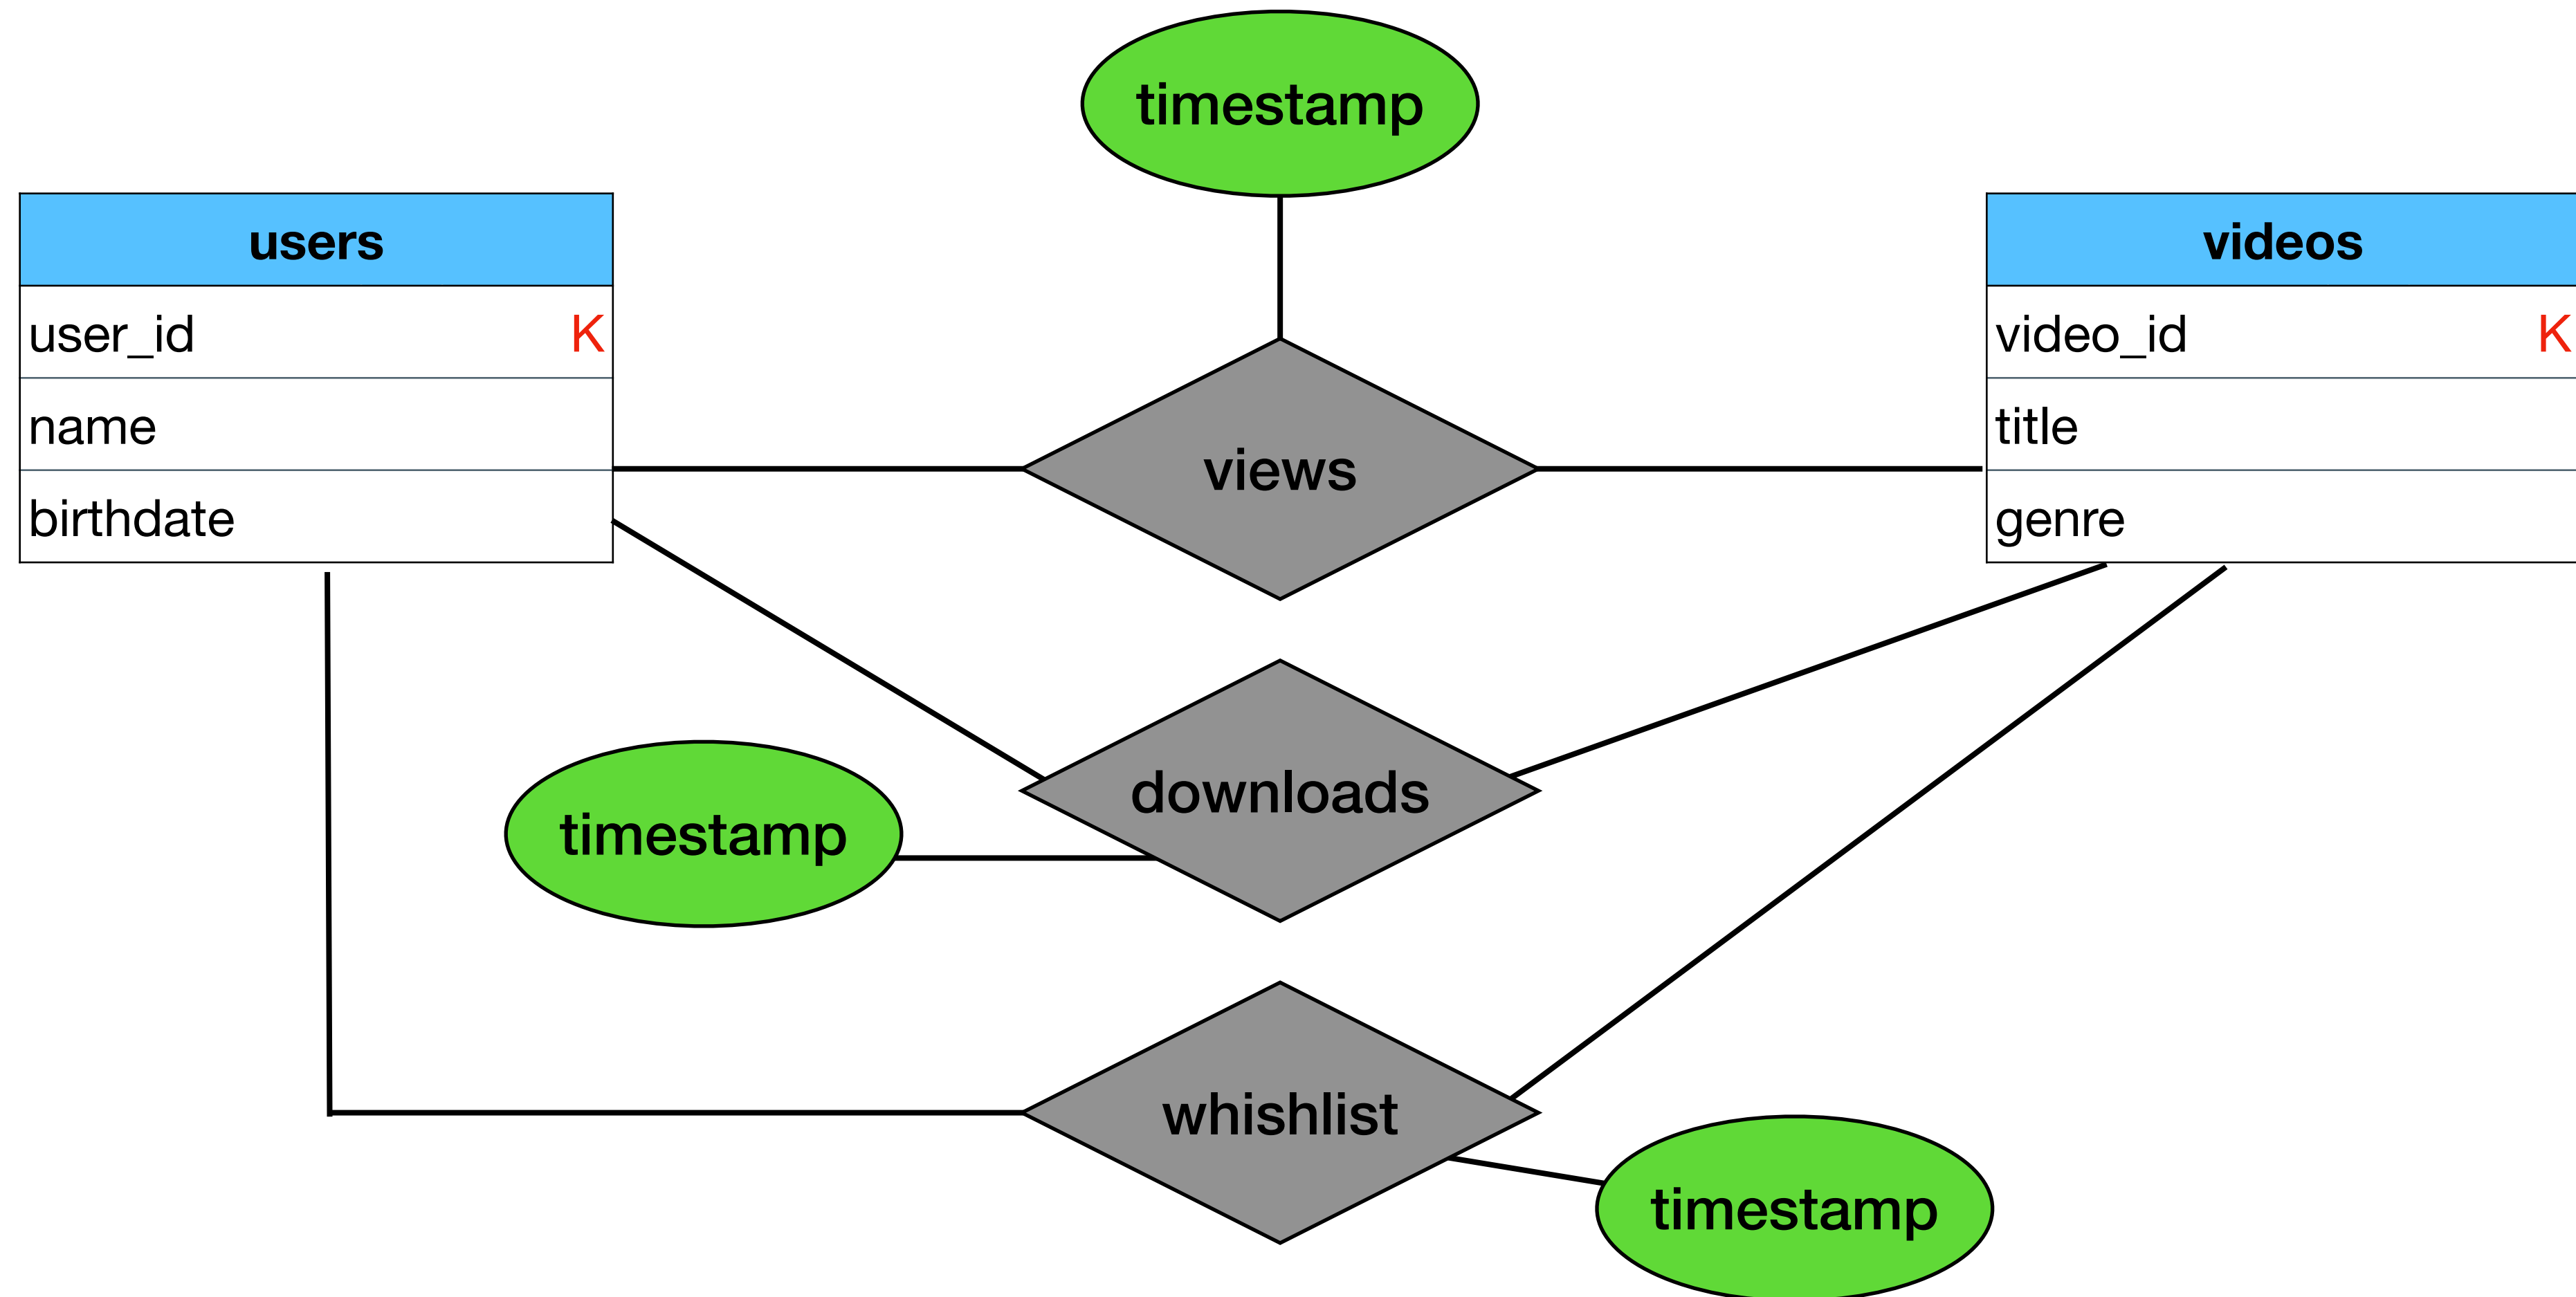 timestamp
users
user_id K
name
birthdate
videos
video_id K
title
genre
views
downloads
timestamp
whishlist
timestamp